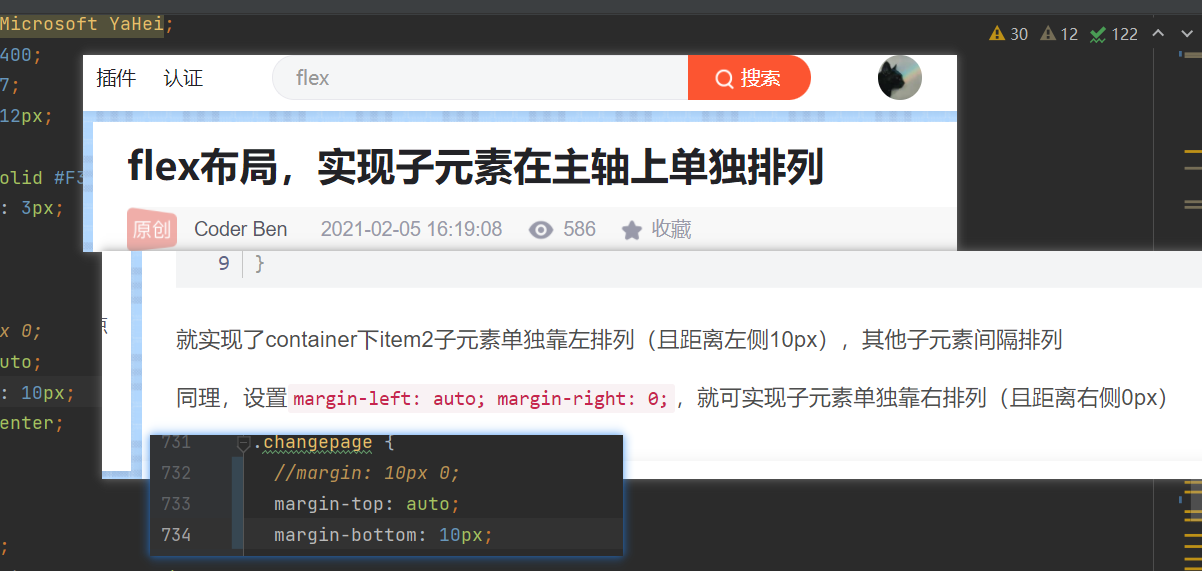 Microsoft YaHei;
400;
7;
12px;
olid #F3
: 3px;
x 0;
uto;
: 10px;
enter;
;
30 12 122
插件 认证 flex 搜索
flex布局，实现子元素在主轴上单独排列
原创 Coder Ben 2021-02-05 16:19:08 586 收藏
9 }
就实现了container下item2子元素单独靠左排列（且距离左侧10px），其他子元素间隔排列
同理，设置 margin-left: auto; margin-right: 0; ，就可实现子元素单独靠右排列（且距离右侧0px）
731 .changepage {
732 //margin: 10px 0;
733 margin-top: auto;
734 margin-bottom: 10px;